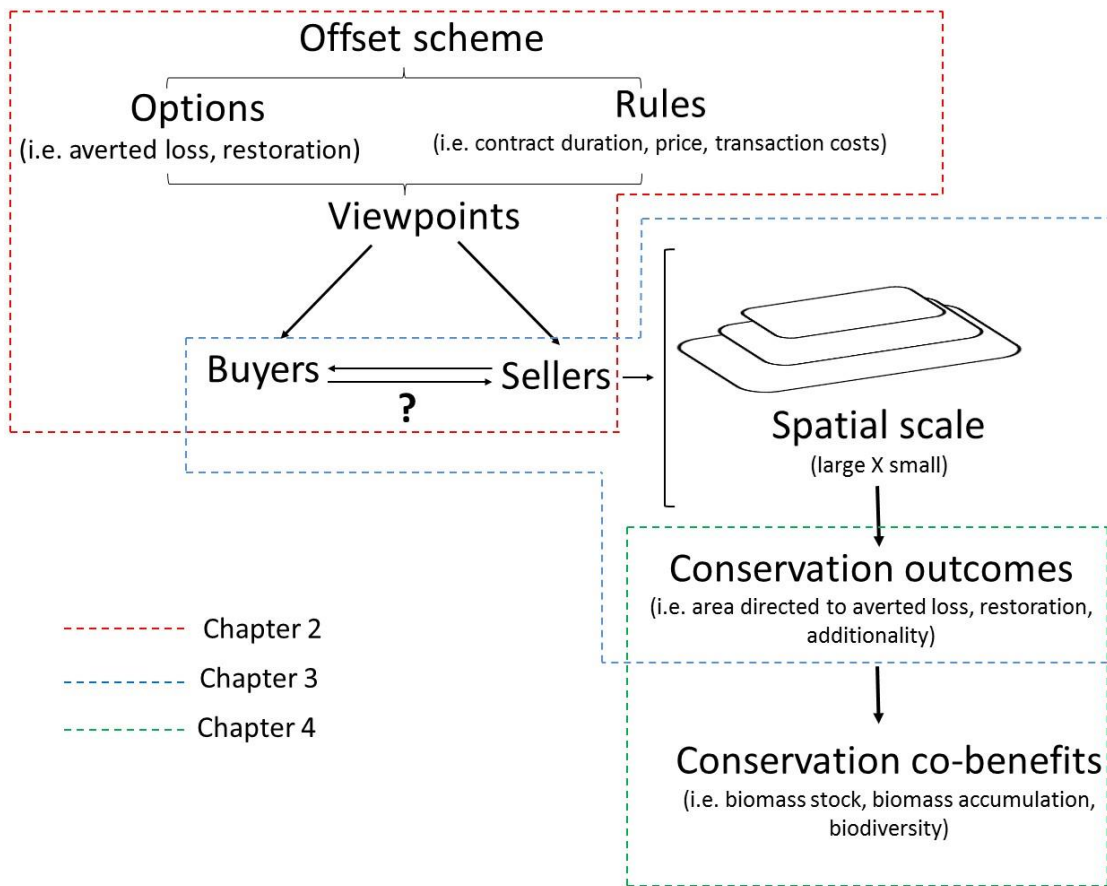 Offset scheme
Options
(i.e. averted loss, restoration)
Rules
(i.e. contract duration, price, transaction costs)
Viewpoints
Buyers
Sellers
?
Spatial scale
(large X small)
Conservation outcomes
(i.e. area directed to averted loss, restoration,
additionality)
Conservation co-benefits
(i.e. biomass stock, biomass accumulation,
biodiversity)
Chapter 2
Chapter 3
Chapter 4